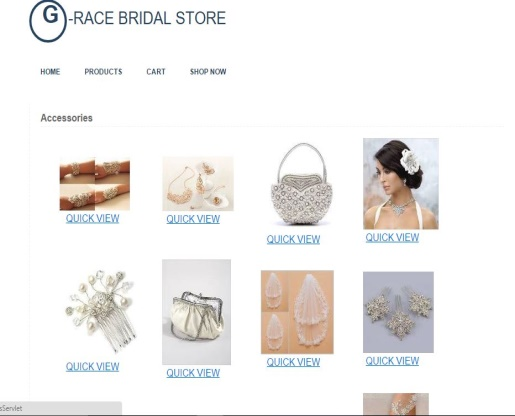 G-RACE BRIDAL STORE
HOME PRODUCTS CART SHOP NOW
Accessories
QUICK VIEW QUICK VIEW QUICK VIEW QUICK VIEW
QUICK VIEW QUICK VIEW QUICK VIEW QUICK VIEW
sServlet